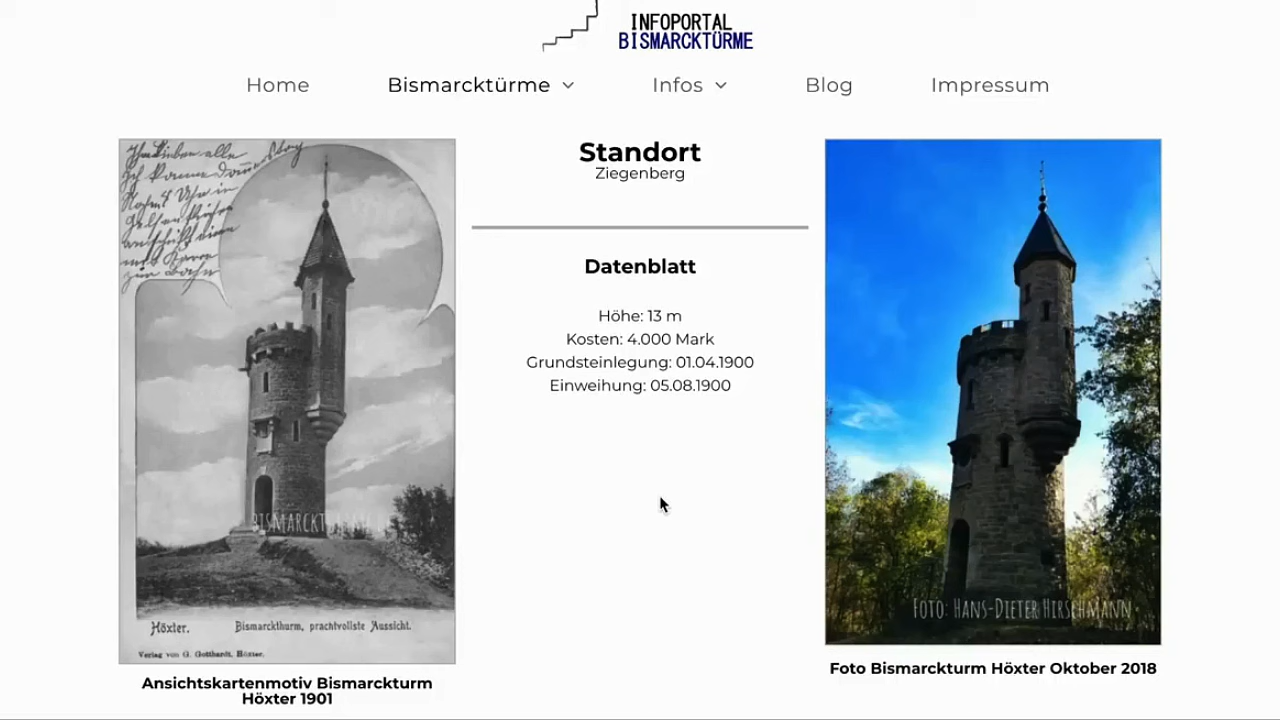 INFOPORTAL
BISMARCKTÜRME
Home
Bismarcktürme
Infos
Blog
Impressum
Standort
Ziegenberg
Datenblatt
Höhe: 13 m
Kosten: 4.000 Mark
Grundsteinlegung: 01.04.1900
Einweihung: 05.08.1900
Höxter.
Bismarckthurm, prachtvollste Aussicht.
Verlag von G. Gotthardt, Höxter.
Ansichtskartenmotiv Bismarckturm
Höxter 1901
Foto: Hans-Dieter Hirschmann
Foto Bismarckturm Höxter Oktober 2018